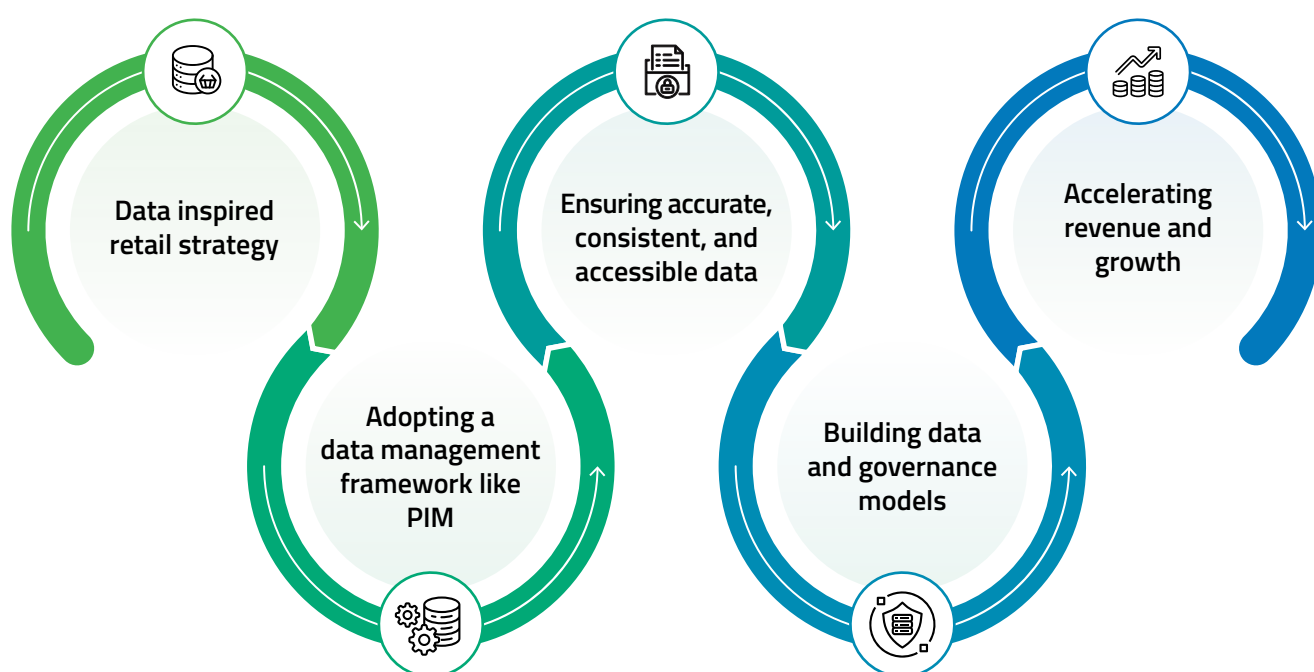 Data inspired
retail strategy
Adopting a
data management
framework like
PIM
Ensuring accurate,
consistent, and
accessible data
Building data
and governance
models
Accelerating
revenue and
growth